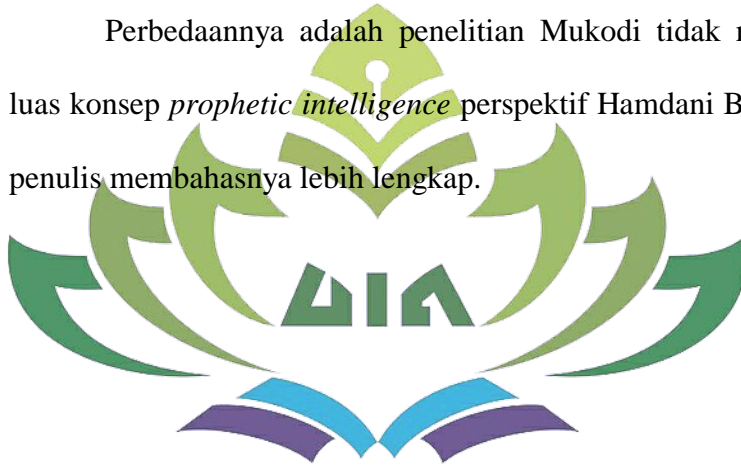 Perbedaannya adalah penelitian Mukodi tidak
luas konsep prophetic intelligence perspektif Hamdani
penulis membahasnya lebih lengkap.
UIN